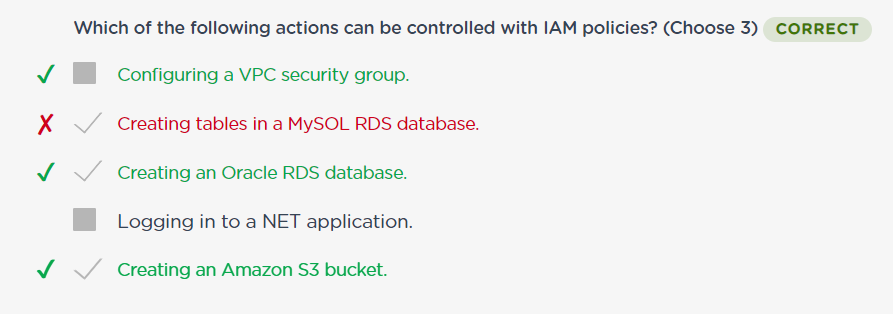 Which of the following actions can be controlled with IAM policies? (Choose 3) CORRECT
Configuring a VPC security group.
Creating tables in a MySOL RDS database.
Creating an Oracle RDS database.
Logging in to a NET application.
Creating an Amazon S3 bucket.